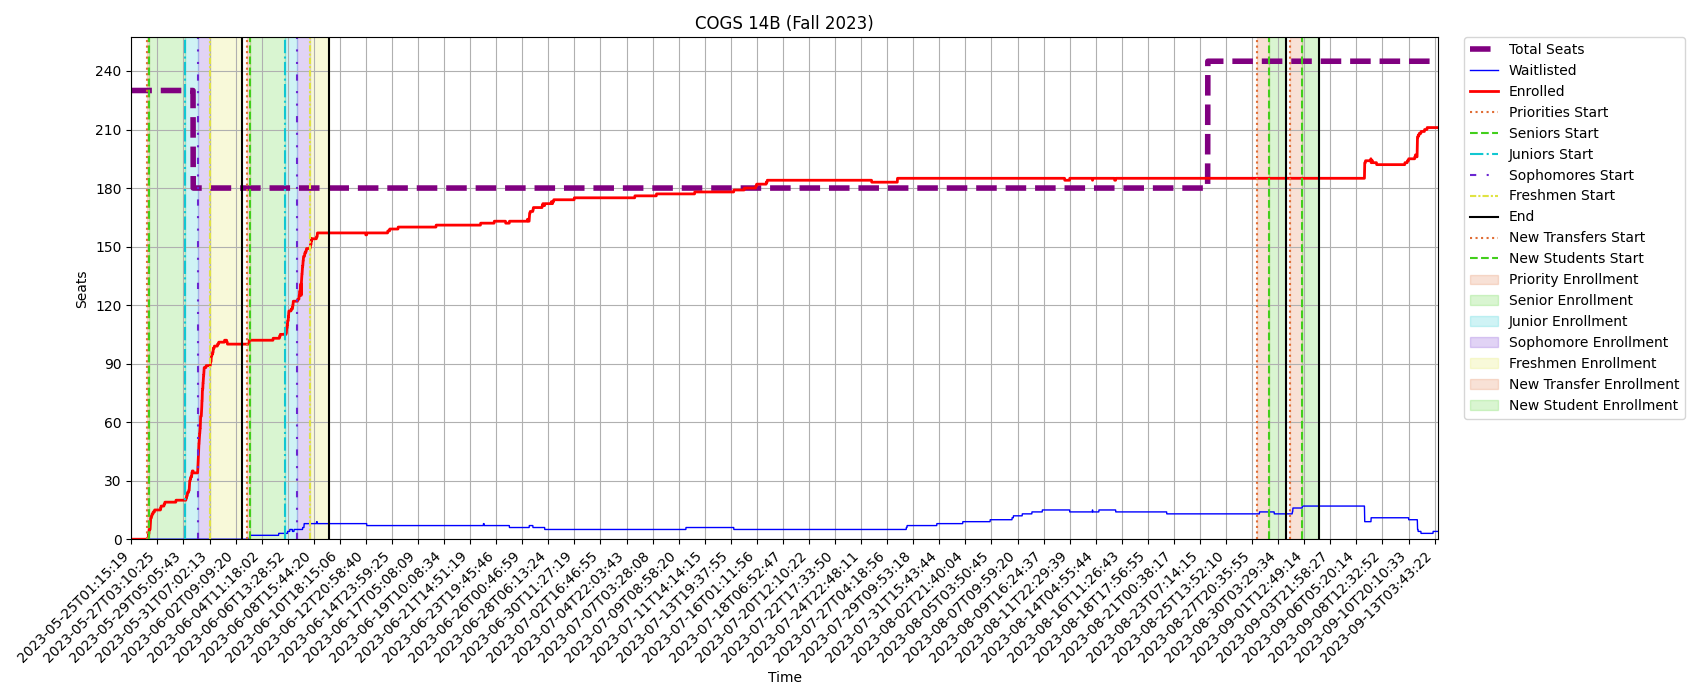 COGS 14B (Fall 2023)
Seats
240
210
180
150
120
90
60
30
0
2023-05-25T01:15:19
2023-05-27T03:10:25
2023-05-29T05:05:43
2023-05-31T07:02:13
2023-06-02T09:09:20
2023-06-04T11:18:02
2023-06-06T13:28:52
2023-06-08T15:44:20
2023-06-10T18:15:06
2023-06-12T20:58:40
2023-06-14T23:59:25
2023-06-17T05:08:09
2023-06-19T10:08:34
2023-06-21T14:51:19
2023-06-23T19:45:46
2023-06-26T00:46:59
2023-06-28T06:13:24
2023-06-30T11:27:19
2023-07-02T16:46:55
2023-07-04T22:03:43
2023-07-07T03:28:08
2023-07-09T08:58:20
2023-07-11T14:14:15
2023-07-13T19:37:55
2023-07-16T01:11:56
2023-07-18T06:52:47
2023-07-20T12:10:22
2023-07-22T17:33:50
2023-07-24T22:48:11
2023-07-27T04:18:56
2023-07-29T09:53:18
2023-07-31T15:43:44
2023-08-02T21:40:04
2023-08-05T03:50:45
2023-08-07T09:59:20
2023-08-09T16:24:37
2023-08-11T22:29:39
2023-08-14T04:55:44
2023-08-16T11:26:43
2023-08-18T17:56:55
2023-08-21T00:38:17
2023-08-23T07:14:15
2023-08-25T13:52:10
2023-08-27T20:35:55
2023-08-30T03:29:34
2023-09-01T12:49:14
2023-09-03T21:58:27
2023-09-06T05:20:14
2023-09-08T12:32:52
2023-09-10T20:10:33
2023-09-13T03:43:22
Time
Total Seats
Waitlisted
Enrolled
Priorities Start
Seniors Start
Juniors Start
Sophomores Start
Freshmen Start
End
New Transfers Start
New Students Start
Priority Enrollment
Senior Enrollment
Junior Enrollment
Sophomore Enrollment
Freshmen Enrollment
New Transfer Enrollment
New Student Enrollment